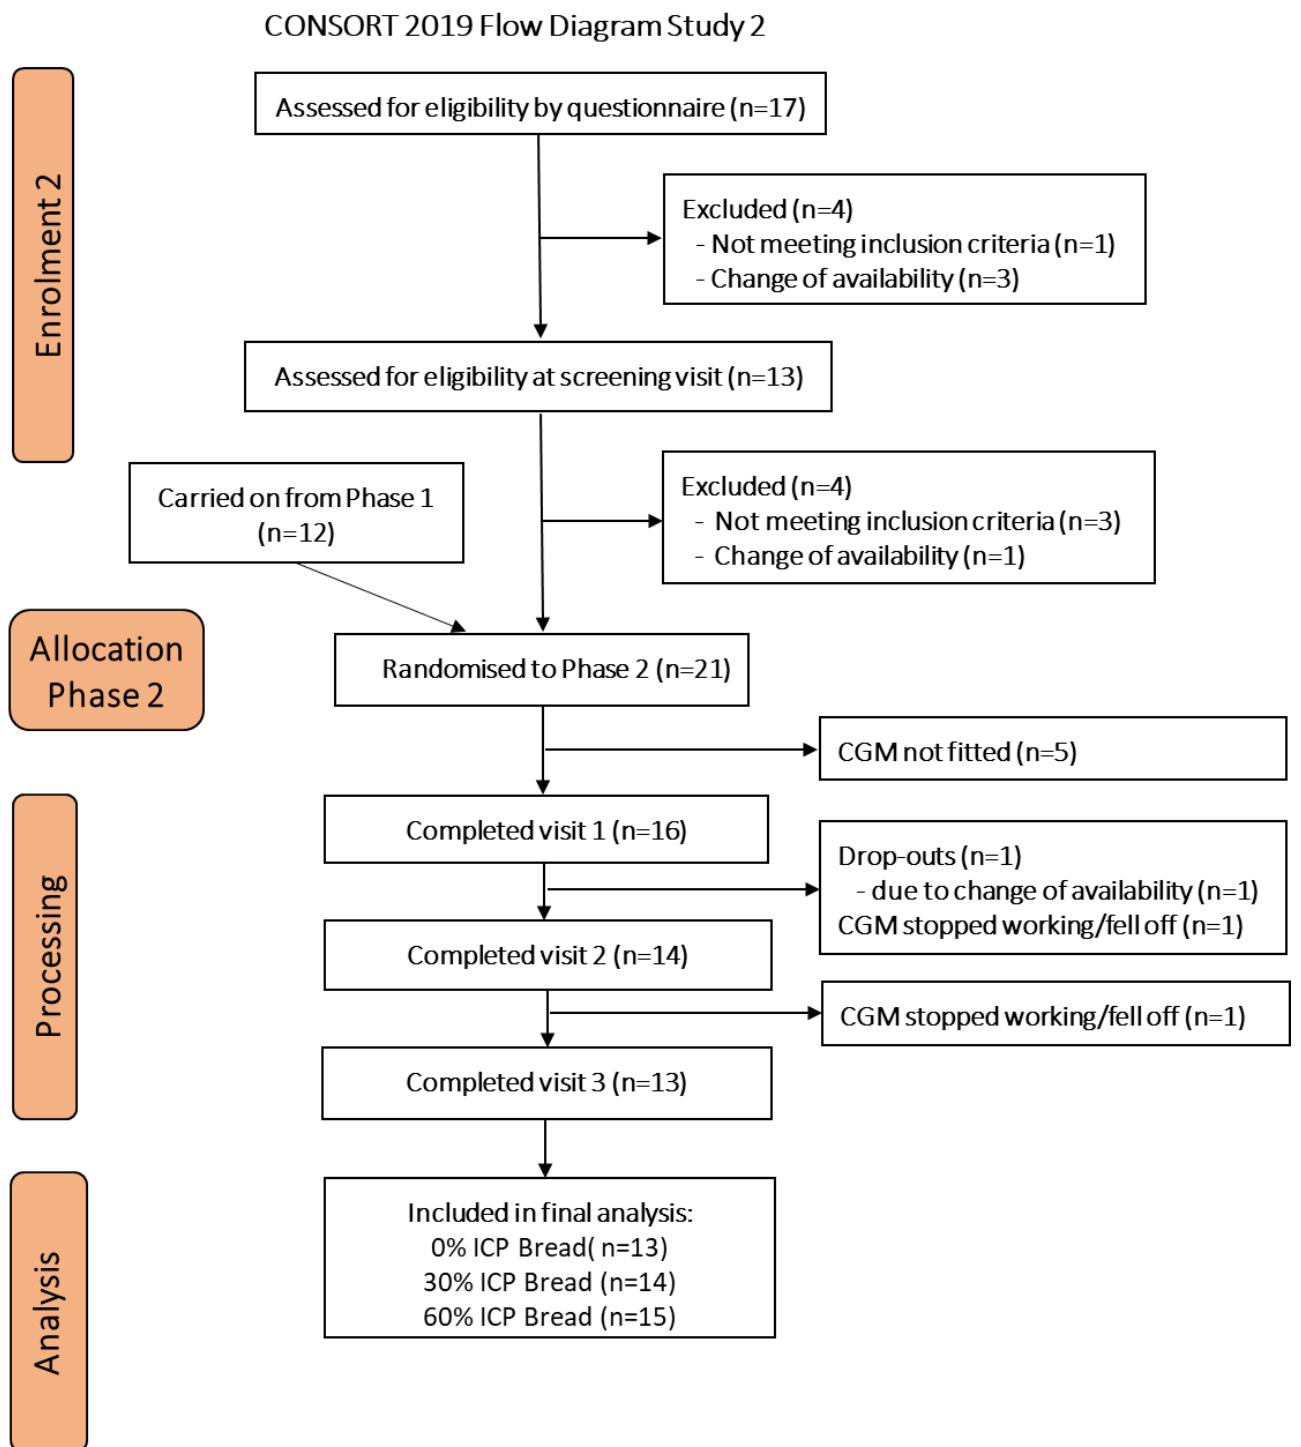 CONSORT 2019 Flow Diagram Study 2
Enrolment 2
Assessed for eligibility by questionnaire (n=17)
Excluded (n=4)
- Not meeting inclusion criteria (n=1)
- Change of availability (n=3)
Assessed for eligibility at screening visit (n=13)
Carried on from Phase 1
(n=12)
Excluded (n=4)
- Not meeting inclusion criteria (n=3)
- Change of availability (n=1)
Allocation
Phase 2
Randomised to Phase 2 (n=21)
CGM not fitted (n=5)
Processing
Completed visit 1 (n=16)
Drop-outs (n=1)
- due to change of availability (n=1)
CGM stopped working/fell off (n=1)
Completed visit 2 (n=14)
CGM stopped working/fell off (n=1)
Completed visit 3 (n=13)
Analysis
Included in final analysis:
0% ICP Bread( n=13)
30% ICP Bread (n=14)
60% ICP Bread (n=15)